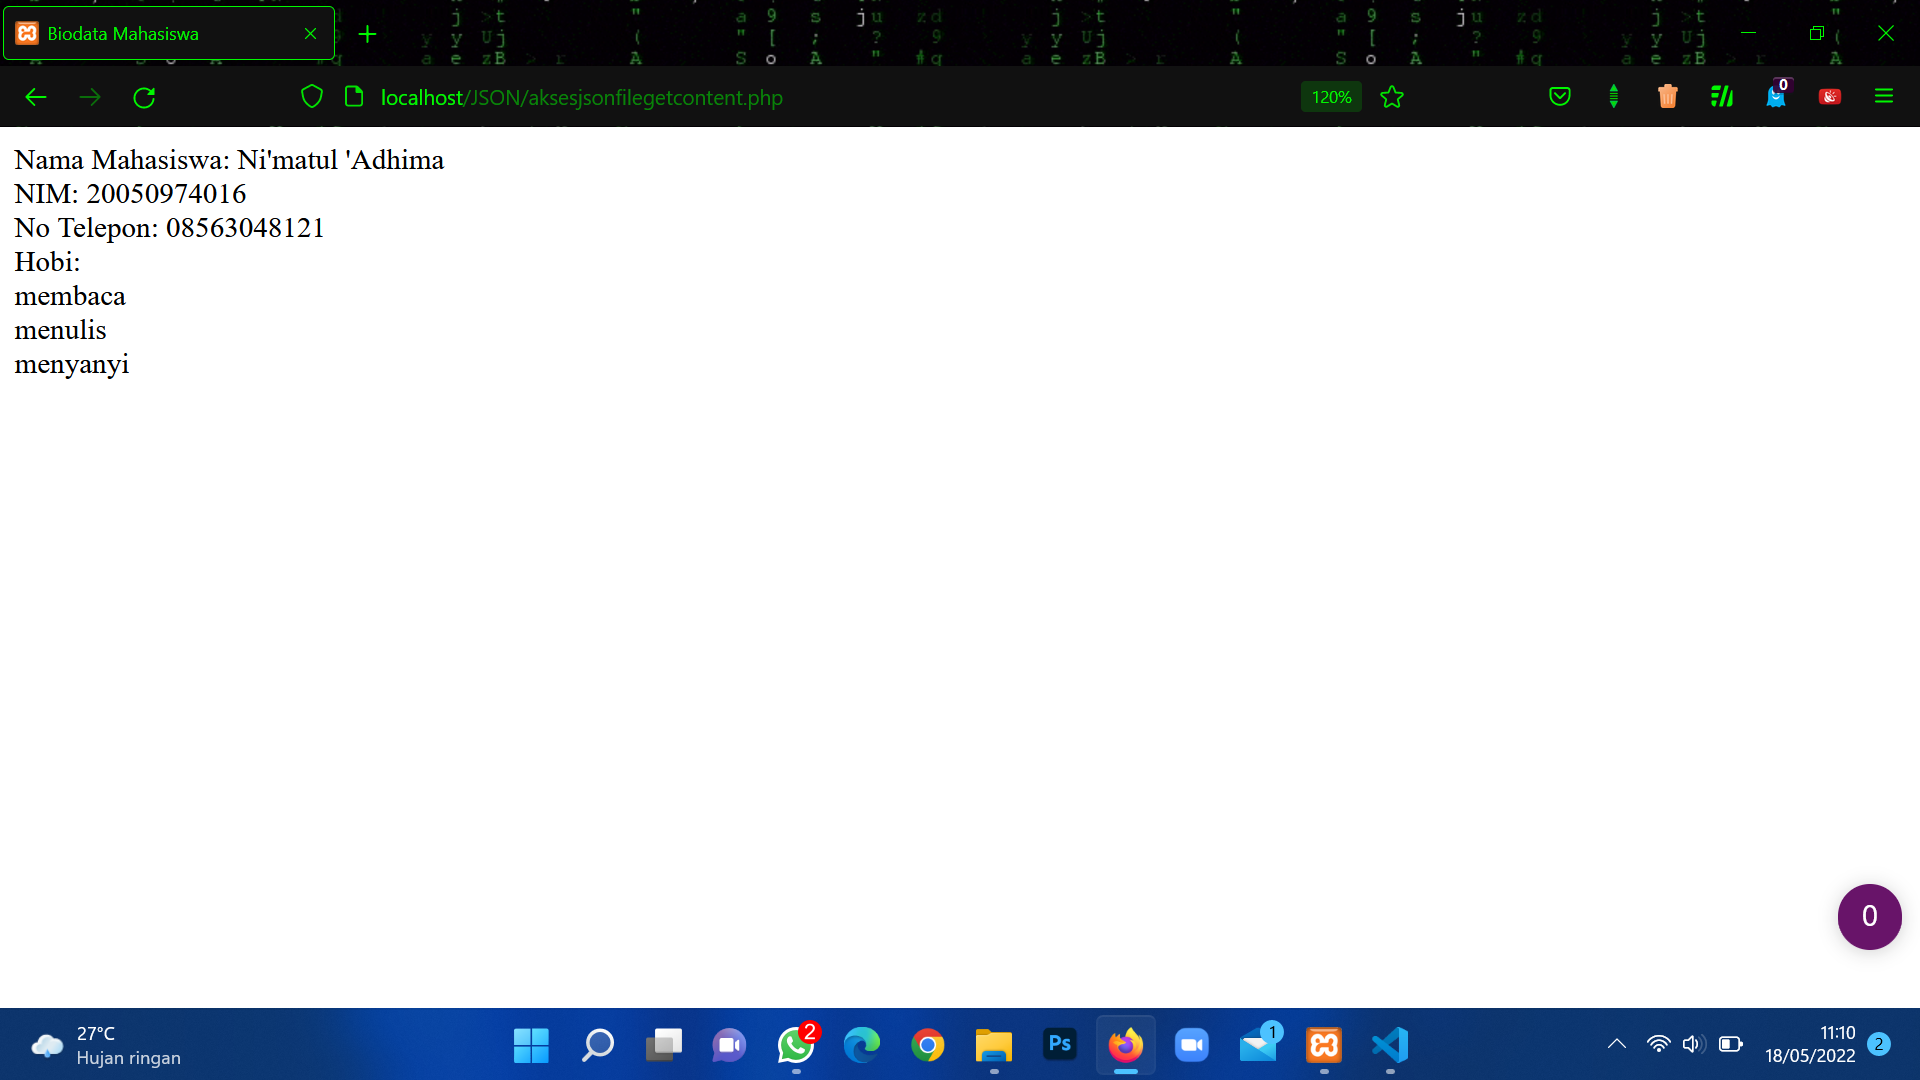 Biodata Mahasiswa
localhost/JSON/aksesjsonfilegetcontent.php
120%
0
Nama Mahasiswa: Ni'matul 'Adhima
NIM: 20050974016
No Telepon: 08563048121
Hobi:
membaca
menulis
menyanyi
0
27°C
Hujan ringan
2
Ps
1
11:10
18/05/2022
2